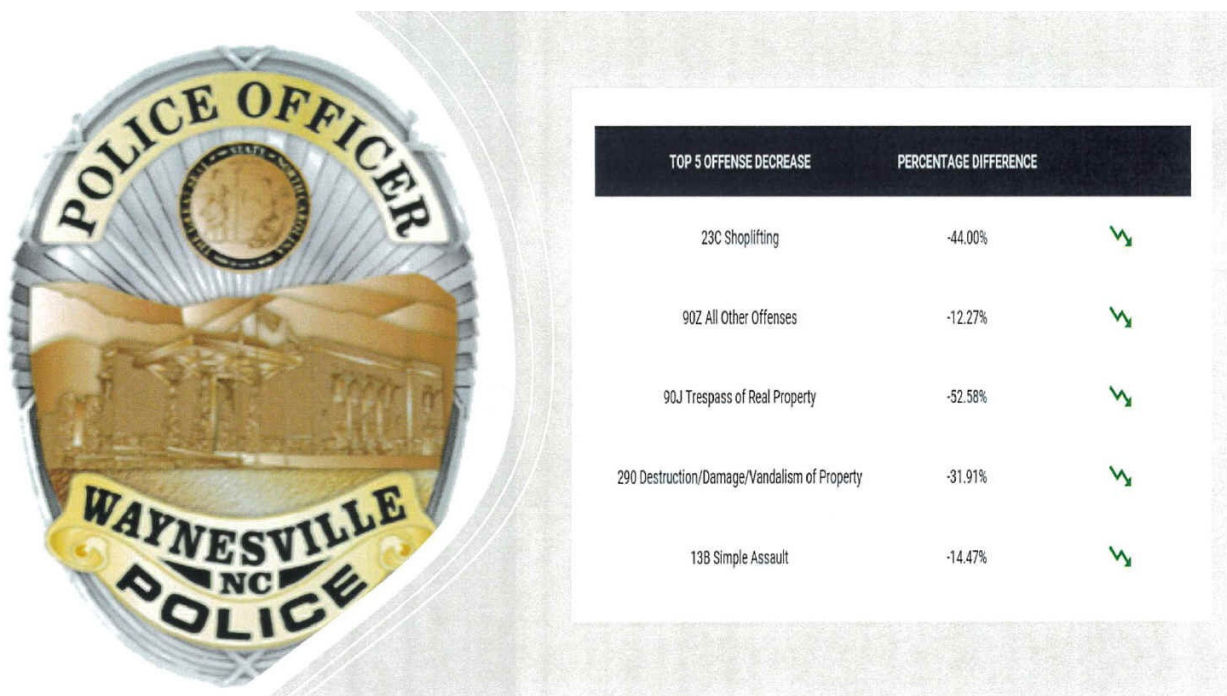 POLICE OFFICER
WAYNESVILLE
NC
POLICE
TOP 5 OFFENSE DECREASE PERCENTAGE DIFFERENCE
23C Shoplifting -44.00%
90Z All Other Offenses -12.27%
90J Trespass of Real Property -52.58%
290 Destruction/Damage/Vandalism of Property -31.91%
13B Simple Assault -14.47%